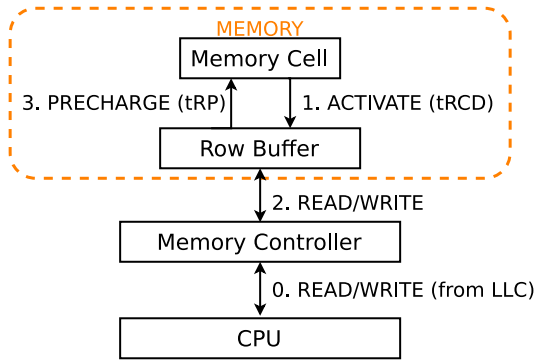 MEMORY
Memory Cell
3. PRECHARGE (tRP)
1. ACTIVATE (tRCD)
Row Buffer
2. READ/WRITE
Memory Controller
0. READ/WRITE (from LLC)
CPU